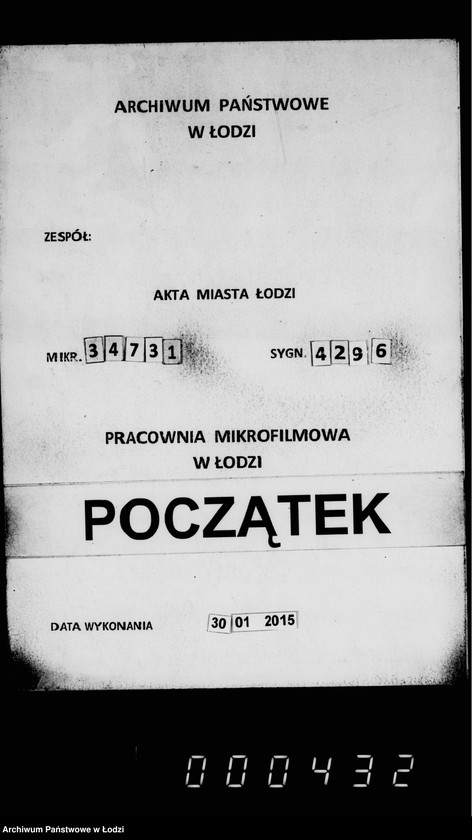 ARCHIWUM PAŃSTWOWE
W ŁODZI
ZESPÓŁ:
AKTA MIASTA ŁODZI
MIKR. 34731 SYGN. 4296
PRACOWNIA MIKROFILMOWA
W ŁODZI
POCZĄTEK
DATA WYKONANIA 30 01 2015
000432
Archiwum Państwowe w Łodzi